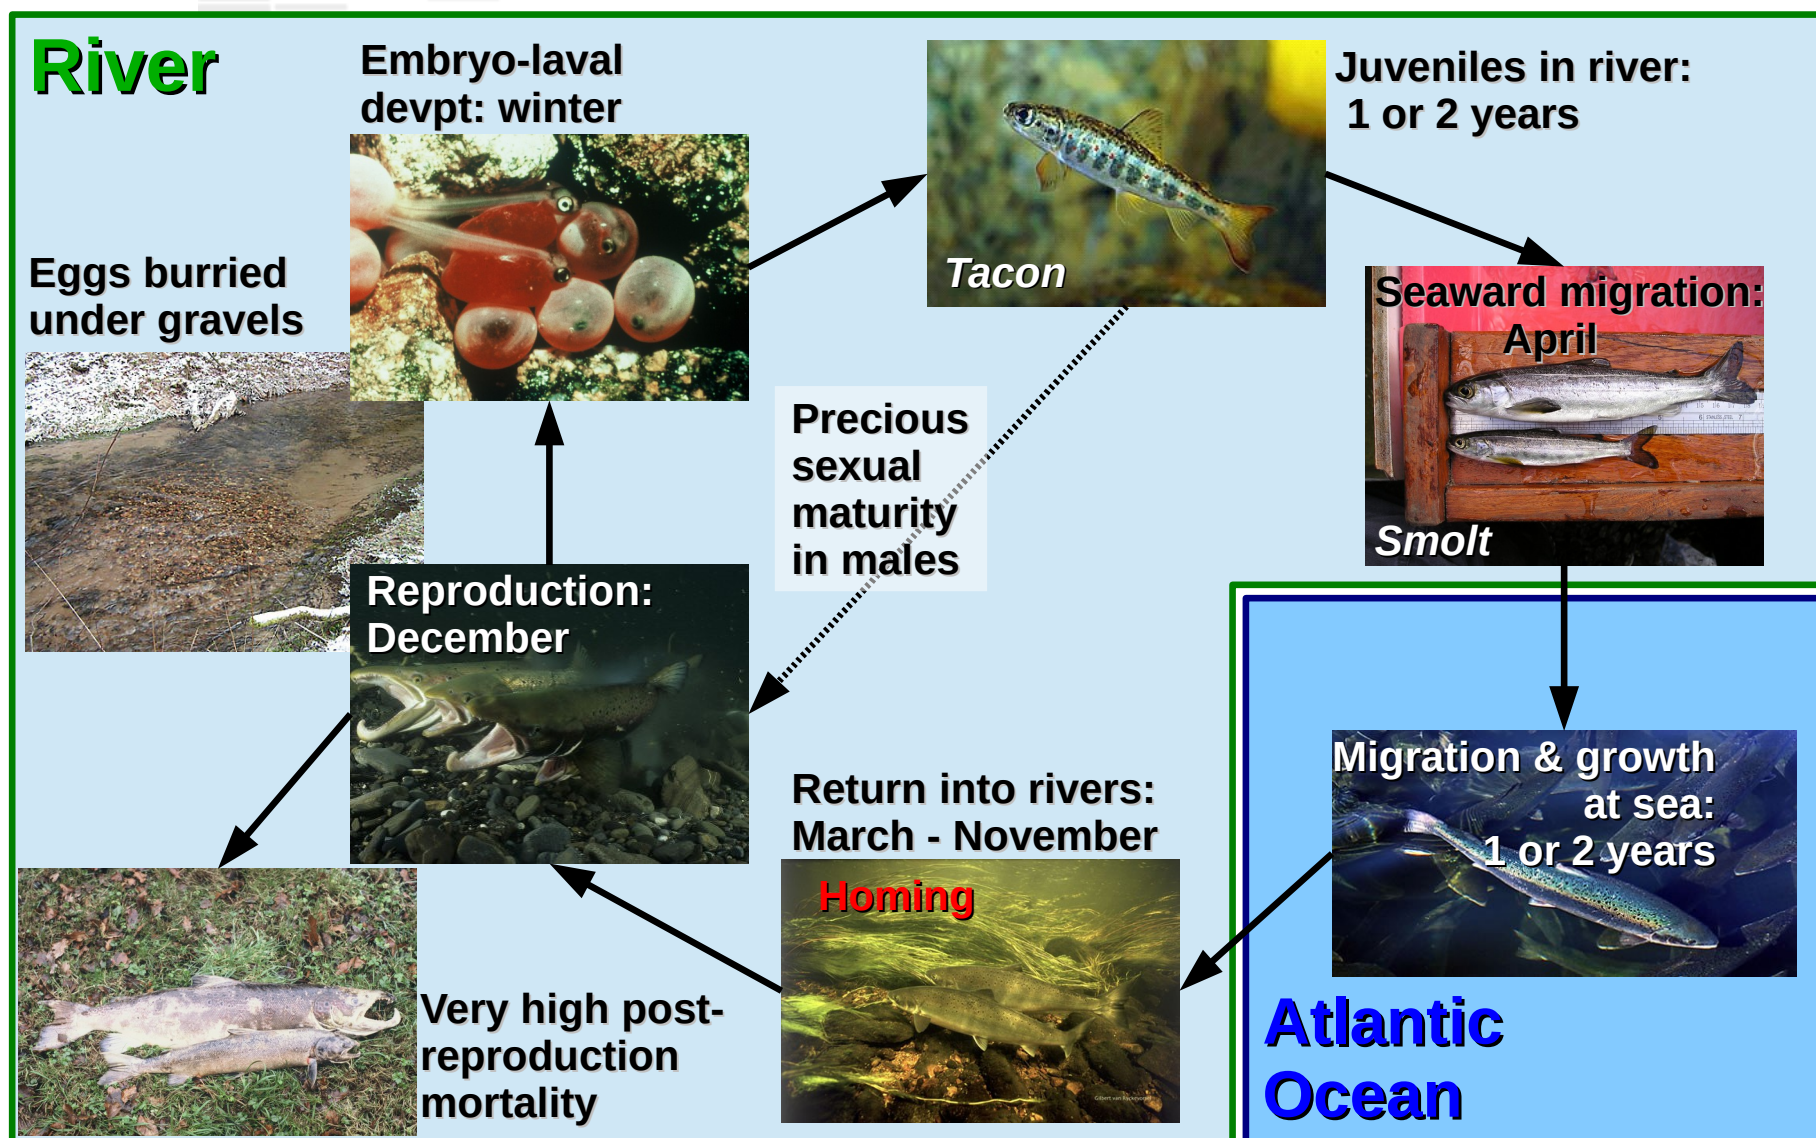 River
Embryo-laval
devpt: winter
Juveniles in river:
1 or 2 years
Tacon
Eggs burried
under gravels
Seaward migration:
April
Smolt
Precious
sexual
maturity
in males
Reproduction:
December
Migration & growth
at sea:
1 or 2 years
Return into rivers:
March - November
Homing
Very high post-
reproduction
mortality
Atlantic
Ocean